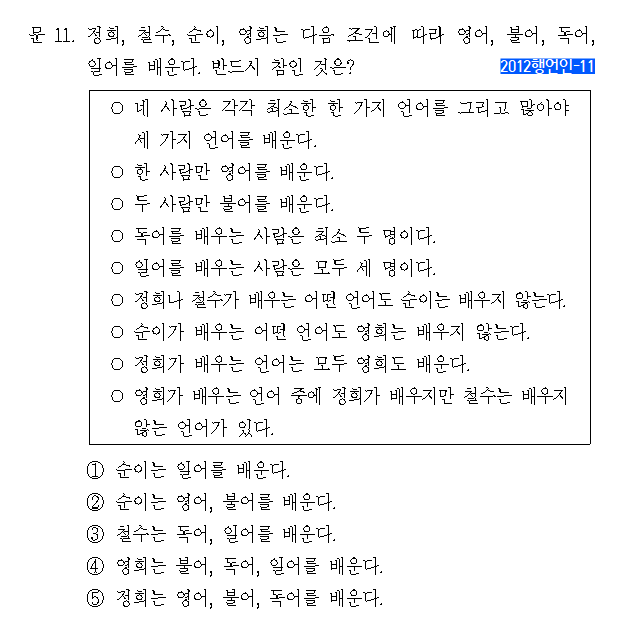 문 11. 정희, 철수, 순이, 영희는 다음 조건에 따라 영어, 불어, 독어,
일어를 배운다. 반드시 참인 것은?
2012행언인-11
○ 네 사람은 각각 최소한 한 가지 언어를 그리고 많아야
세 가지 언어를 배운다.
○ 한 사람만 영어를 배운다.
○ 두 사람만 불어를 배운다.
○ 독어를 배우는 사람은 최소 두 명이다.
○ 일어를 배우는 사람은 모두 세 명이다.
○ 정희나 철수가 배우는 어떤 언어도 순이는 배우지 않는다.
○ 순이가 배우는 어떤 언어도 영희는 배우지 않는다.
○ 정희가 배우는 언어는 모두 영희도 배운다.
○ 영희가 배우는 언어 중에 정희가 배우지만 철수는 배우지
않는 언어가 있다.
① 순이는 일어를 배운다.
② 순이는 영어, 불어를 배운다.
③ 철수는 독어, 일어를 배운다.
④ 영희는 불어, 독어, 일어를 배운다.
⑤ 정희는 영어, 불어, 독어를 배운다.